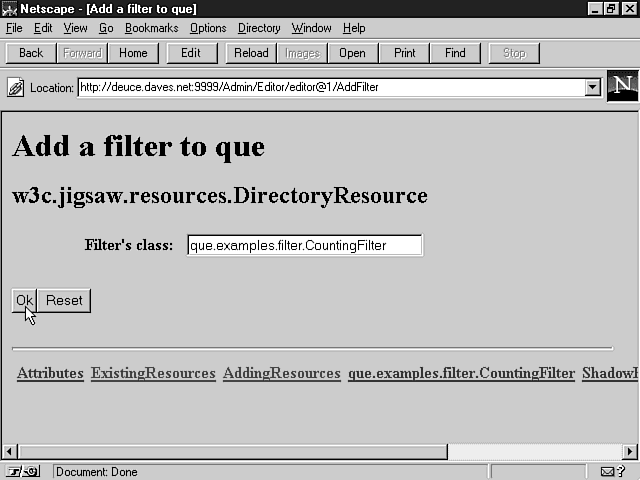 Netscape - [Add a filter to que]
File Edit View Go Bookmarks Options Directory Window Help
Back Forward Home Edit Reload Images Open Print Find Stop
Location: http://deuce.daves.net:9999/Admin/Editor/editor@1/AddFilter
N
Add a filter to que
w3c.jigsaw.resources.DirectoryResource
Filter's class: que.examples.filter.CountingFilter
Ok Reset
Attributes ExistingResources AddingResources que.examples.filter.CountingFilter
Document: Done
?